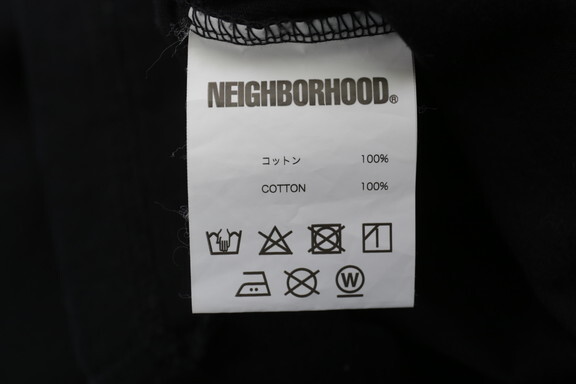 NEIGHBORHOOD®
コットン 100%
COTTON 100%
W